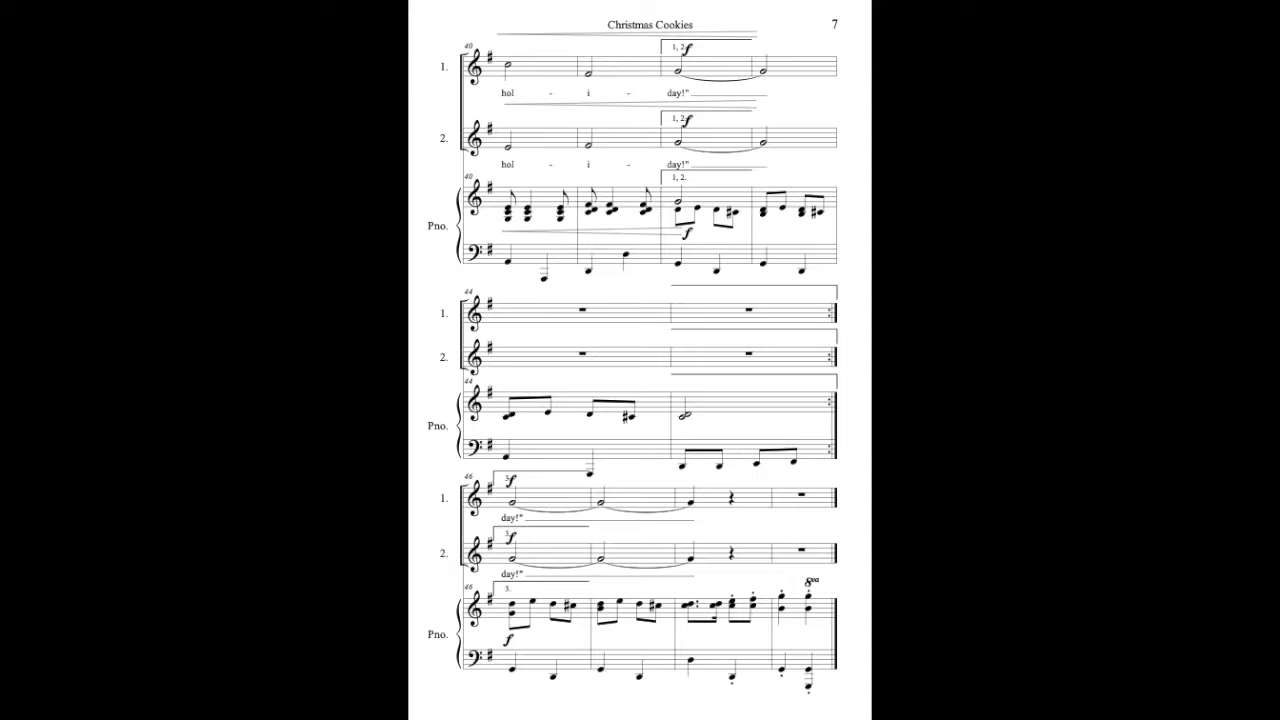 Christmas Cookies 7
40
1, 2.
f
1.
hol - i - day!"
1, 2.
f
2.
hol - i - day!"
40
1, 2.
Pno.
f
44
1.
2.
44
Pno.
46
3.
f
1.
day!"
3.
f
2.
day!"
46
3.
8va
Pno.
f